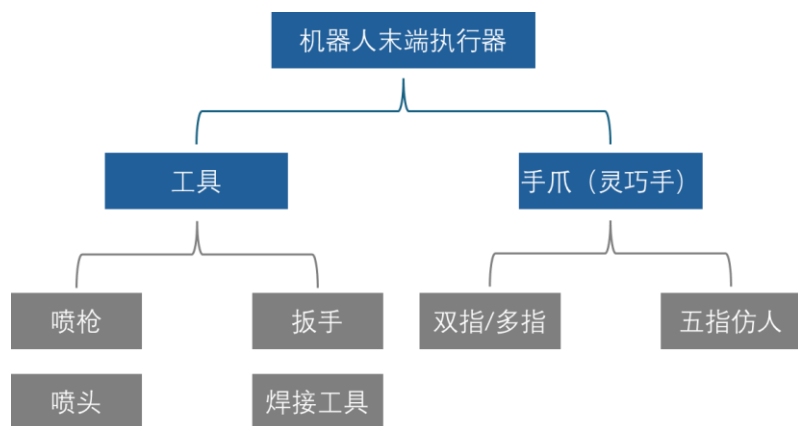 机器人末端执行器
工具
手爪（灵巧手）
喷枪
扳手
双指/多指
五指仿人
喷头
焊接工具